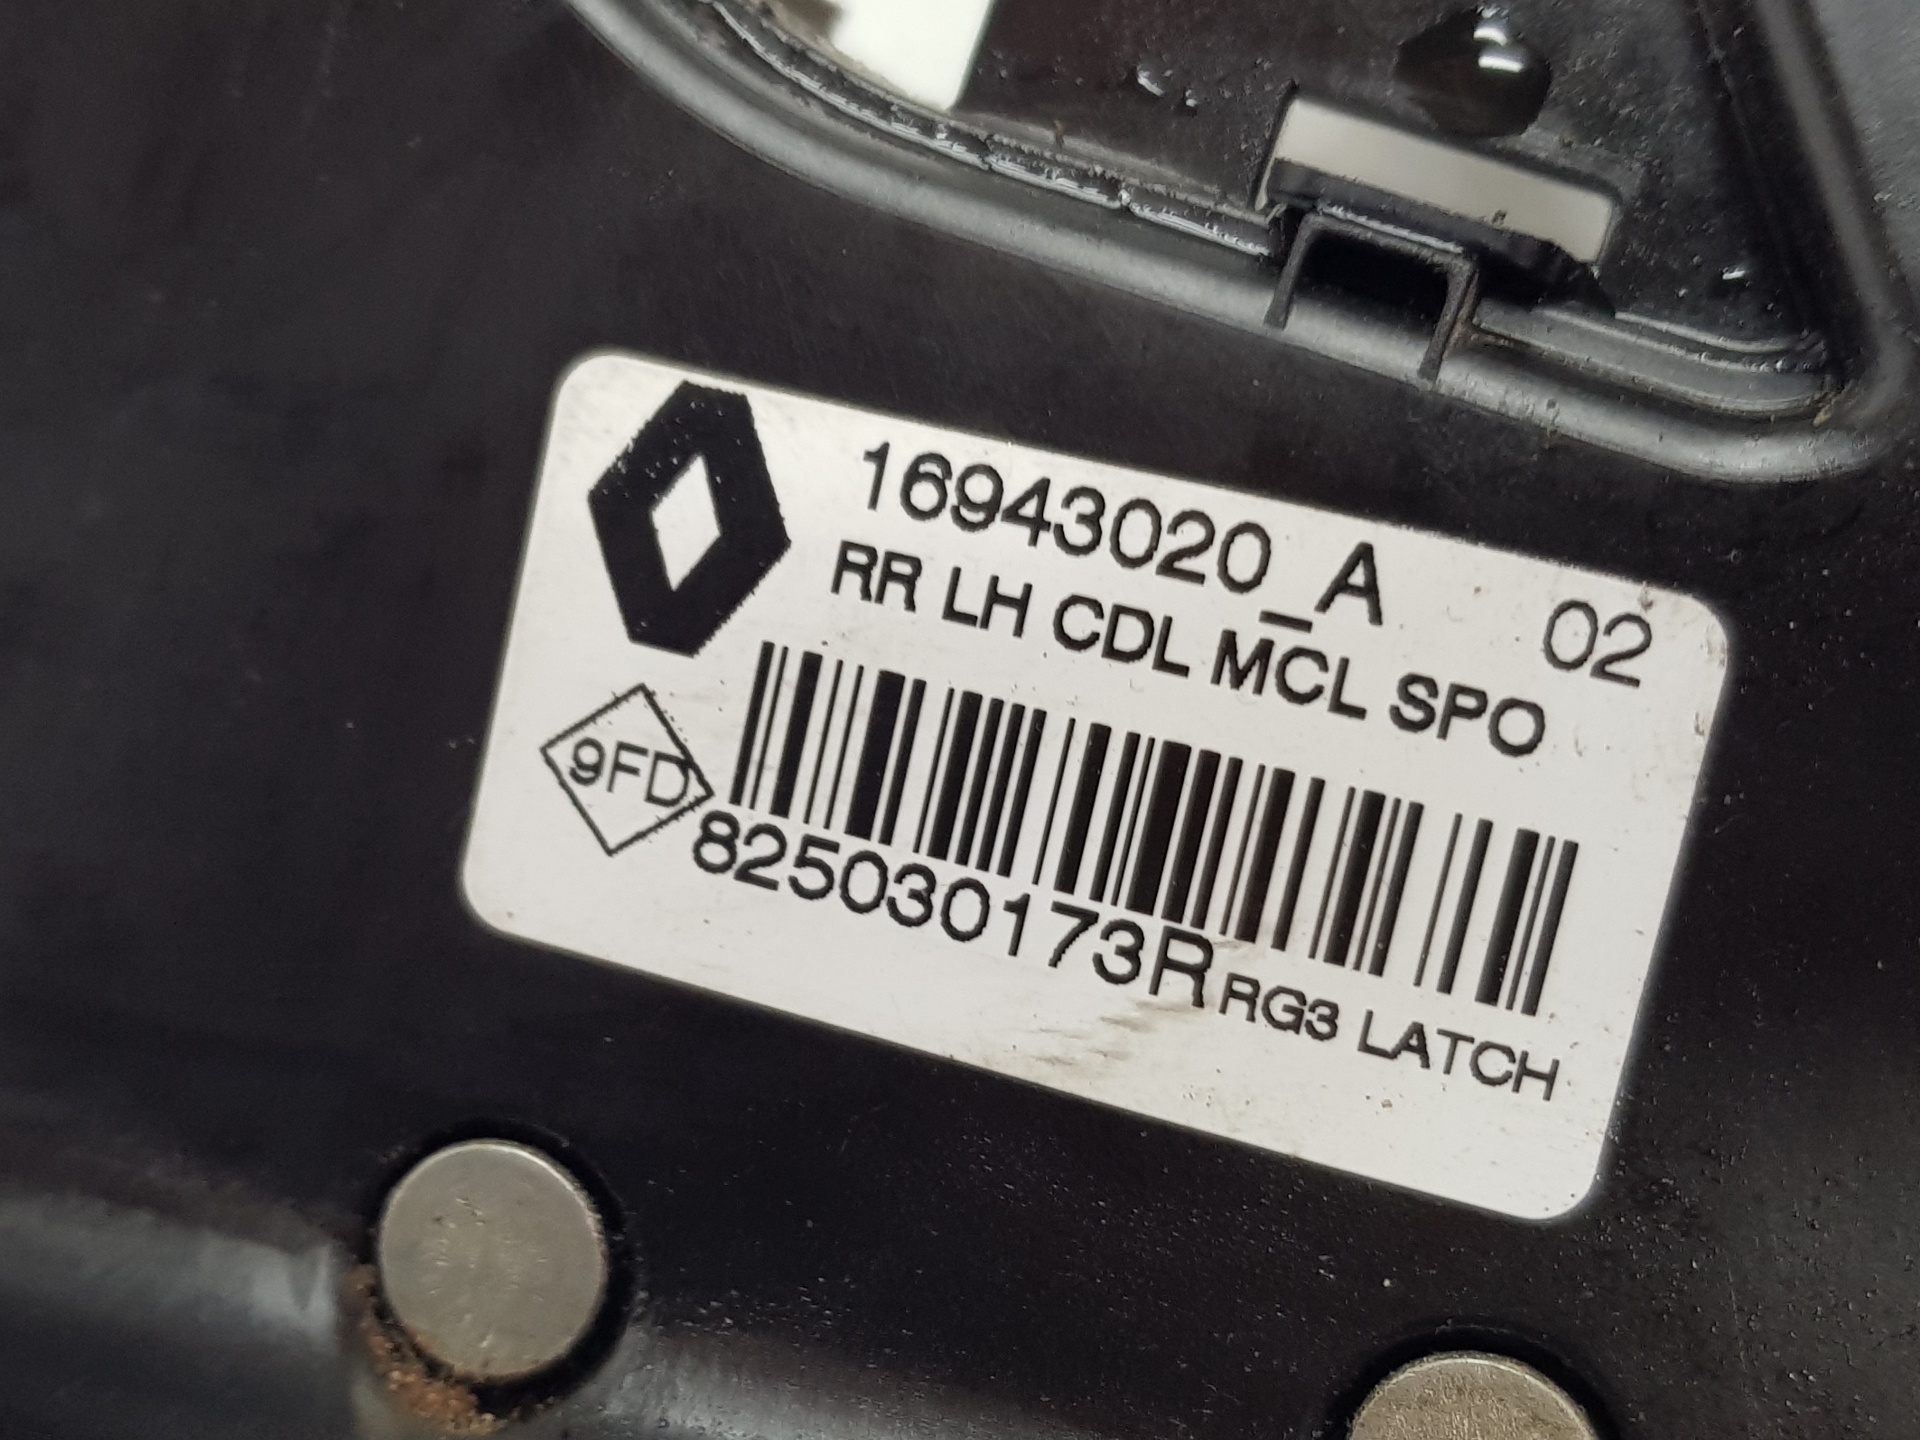 16943020_A 02
RR LH CDL MCL SPO
9FD
825030173R RG3 LATCH